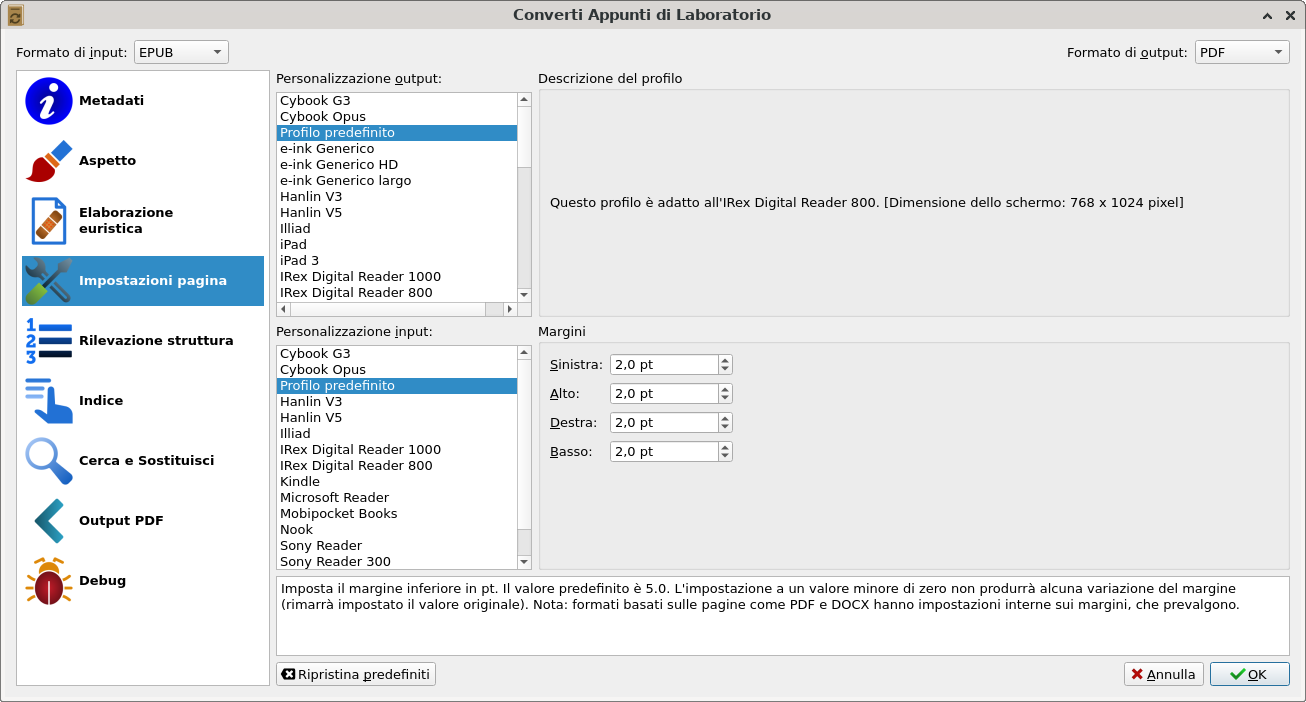 Converti Appunti di Laboratorio
Formato di input:
EPUB
Formato di output:
PDF
Metadati
Aspetto
Elaborazione
euristica
Impostazioni pagina
1
2
3
Rilevazione struttura
Indice
Cerca e Sostituisci
Output PDF
Debug
Personalizzazione output:
Cybook G3
Cybook Opus
Profilo predefinito
e-ink Generico
e-ink Generico HD
e-ink Generico largo
Hanlin V3
Hanlin V5
Illiad
iPad
iPad 3
IRex Digital Reader 1000
IRex Digital Reader 800
Descrizione del profilo
Questo profilo è adatto all'IRex Digital Reader 800. [Dimensione dello schermo: 768 x 1024 pixel]
Personalizzazione input:
Cybook G3
Cybook Opus
Profilo predefinito
Hanlin V3
Hanlin V5
Illiad
IRex Digital Reader 1000
IRex Digital Reader 800
Kindle
Microsoft Reader
Mobipocket Books
Nook
Sony Reader
Sony Reader 300
Margini
Sinistra: 2,0 pt
Alto: 2,0 pt
Destra: 2,0 pt
Basso: 2,0 pt
Imposta il margine inferiore in pt. Il valore predefinito è 5.0. L'impostazione a un valore minore di zero non produrrà alcuna variazione del margine
(rimarrà impostato il valore originale). Nota: formati basati sulle pagine come PDF e DOCX hanno impostazioni interne sui margini, che prevalgono.
Ripristina predefiniti
Annulla
OK